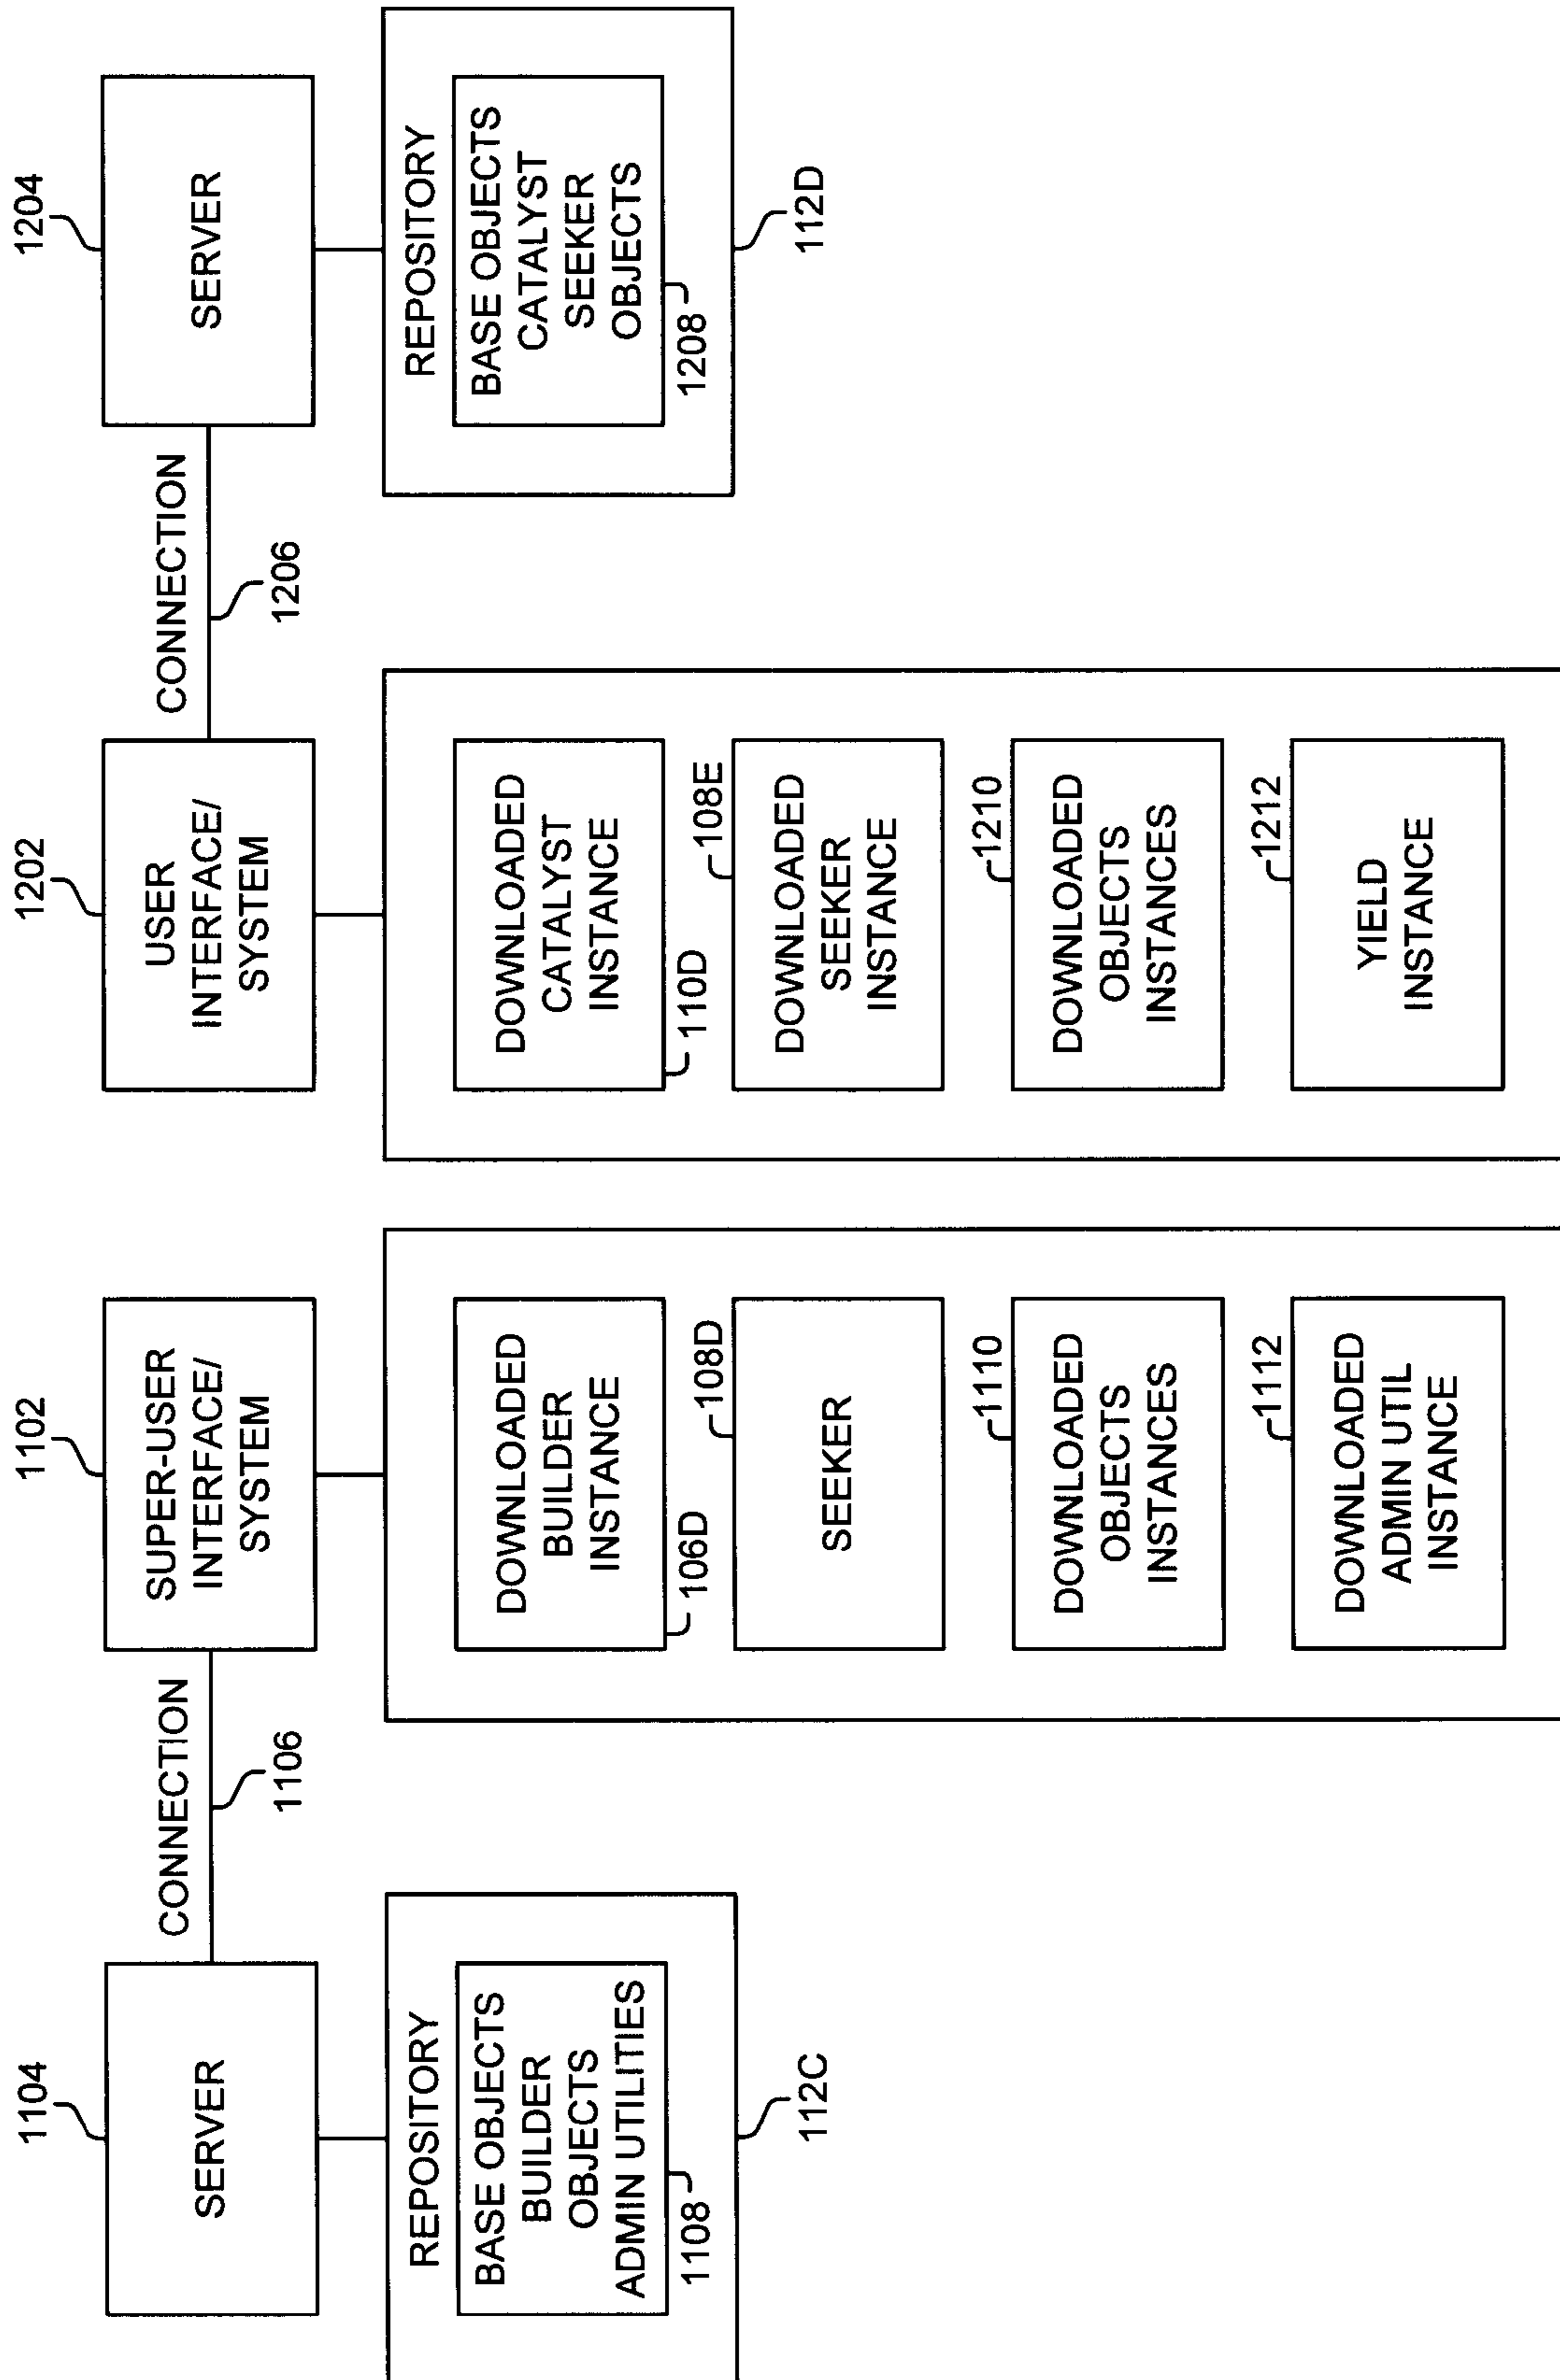 1104
SERVER
REPOSITORY
BASE OBJECTS
BUILDER
OBJECTS
ADMIN UTILITIES
1108
112C
CONNECTION
1106
1102
SUPER-USER
INTERFACE/
SYSTEM
DOWNLOADED
BUILDER
INSTANCE
106D
108D
SEEKER
1110
DOWNLOADED
OBJECTS
INSTANCES
1112
DOWNLOADED
ADMIN UTIL
INSTANCE
1202
USER
INTERFACE/
SYSTEM
DOWNLOADED
CATALYST
INSTANCE
110D
108E
DOWNLOADED
SEEKER
INSTANCE
1210
DOWNLOADED
OBJECTS
INSTANCES
1212
YIELD
INSTANCE
CONNECTION
1206
1204
SERVER
REPOSITORY
BASE OBJECTS
CATALYST
SEEKER
OBJECTS
1208
112D